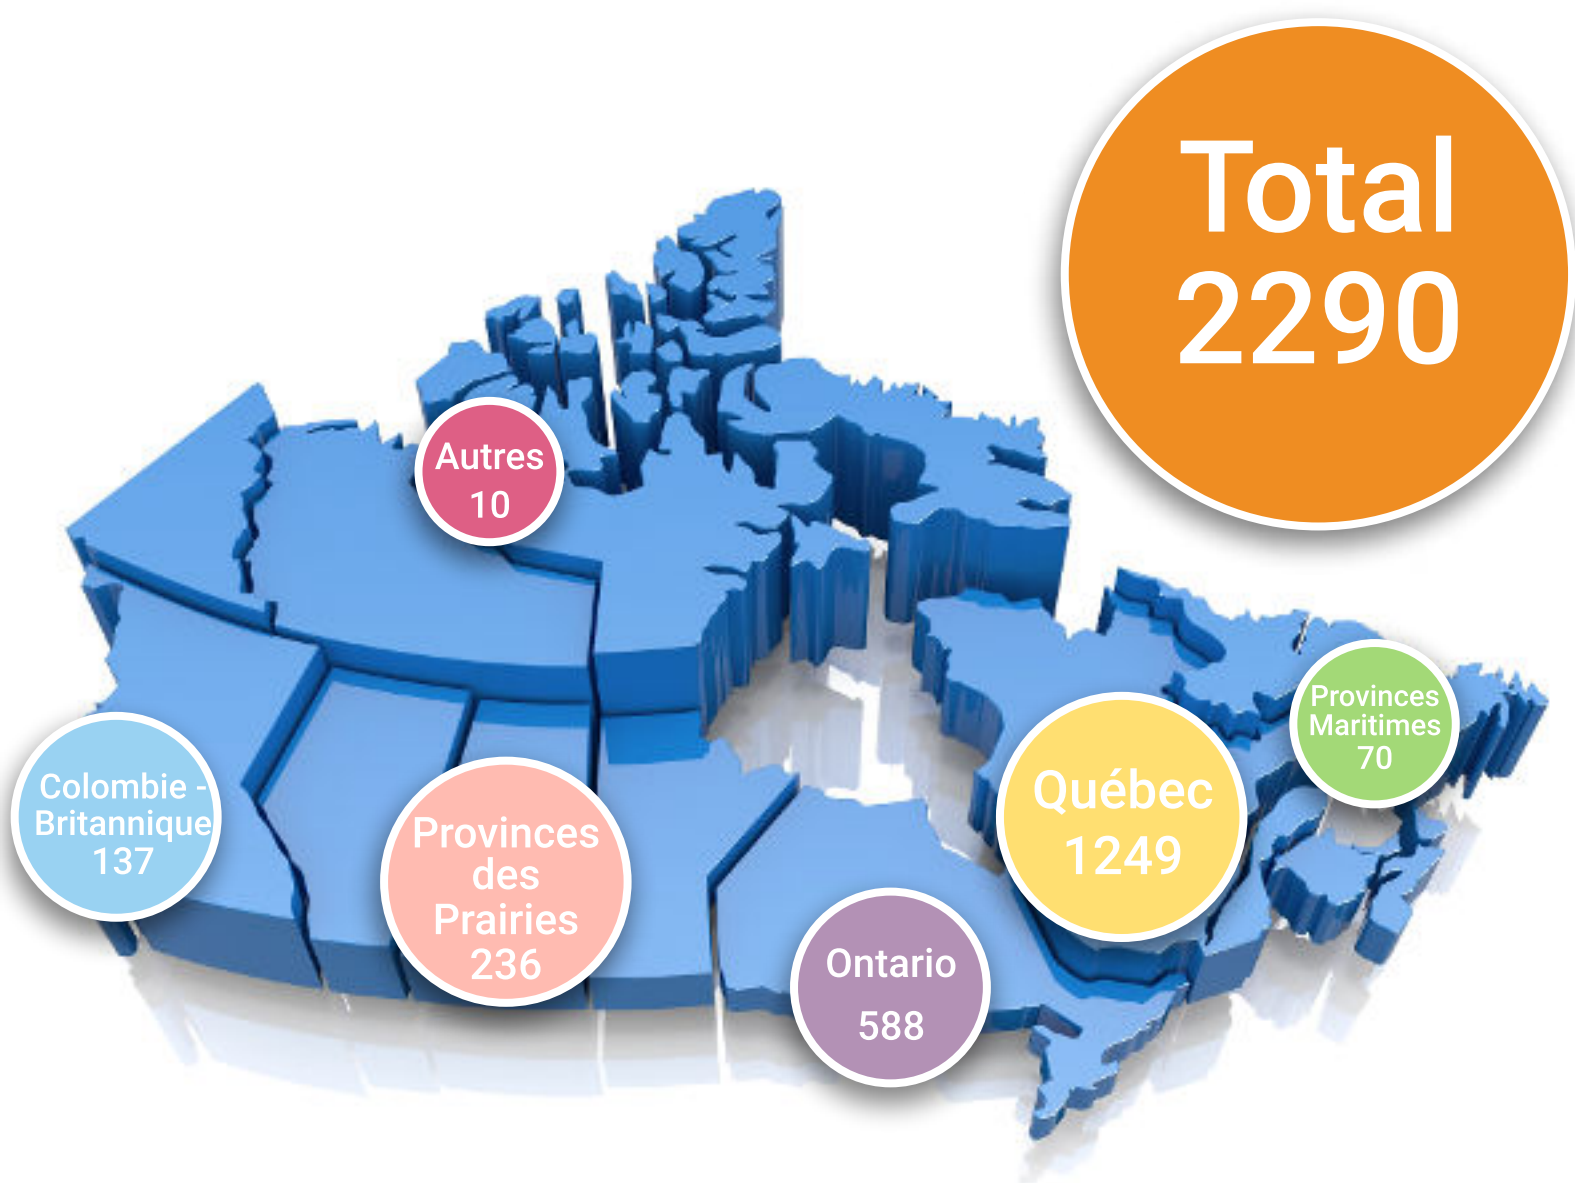 Total
2290
Autres
10
Provinces
Maritimes
70
Colombie -
Britannique
137
Provinces
des
Prairies
236
Québec
1249
Ontario
588